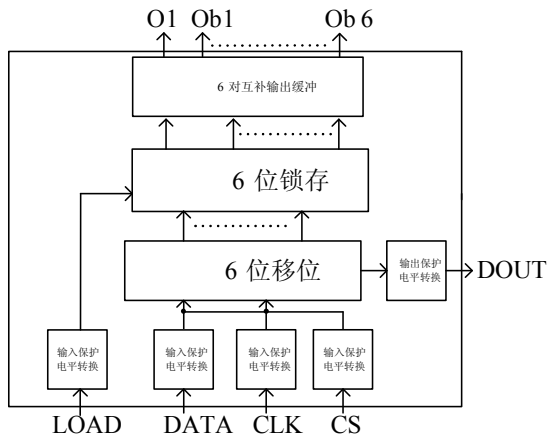 O1 Ob1 Ob6
6 对互补输出缓冲
6 位锁存
6 位移位
输出保护
电平转换
DOUT
输入保护
电平转换
输入保护
电平转换
输入保护
电平转换
输入保护
电平转换
LOAD DATA CLK CS